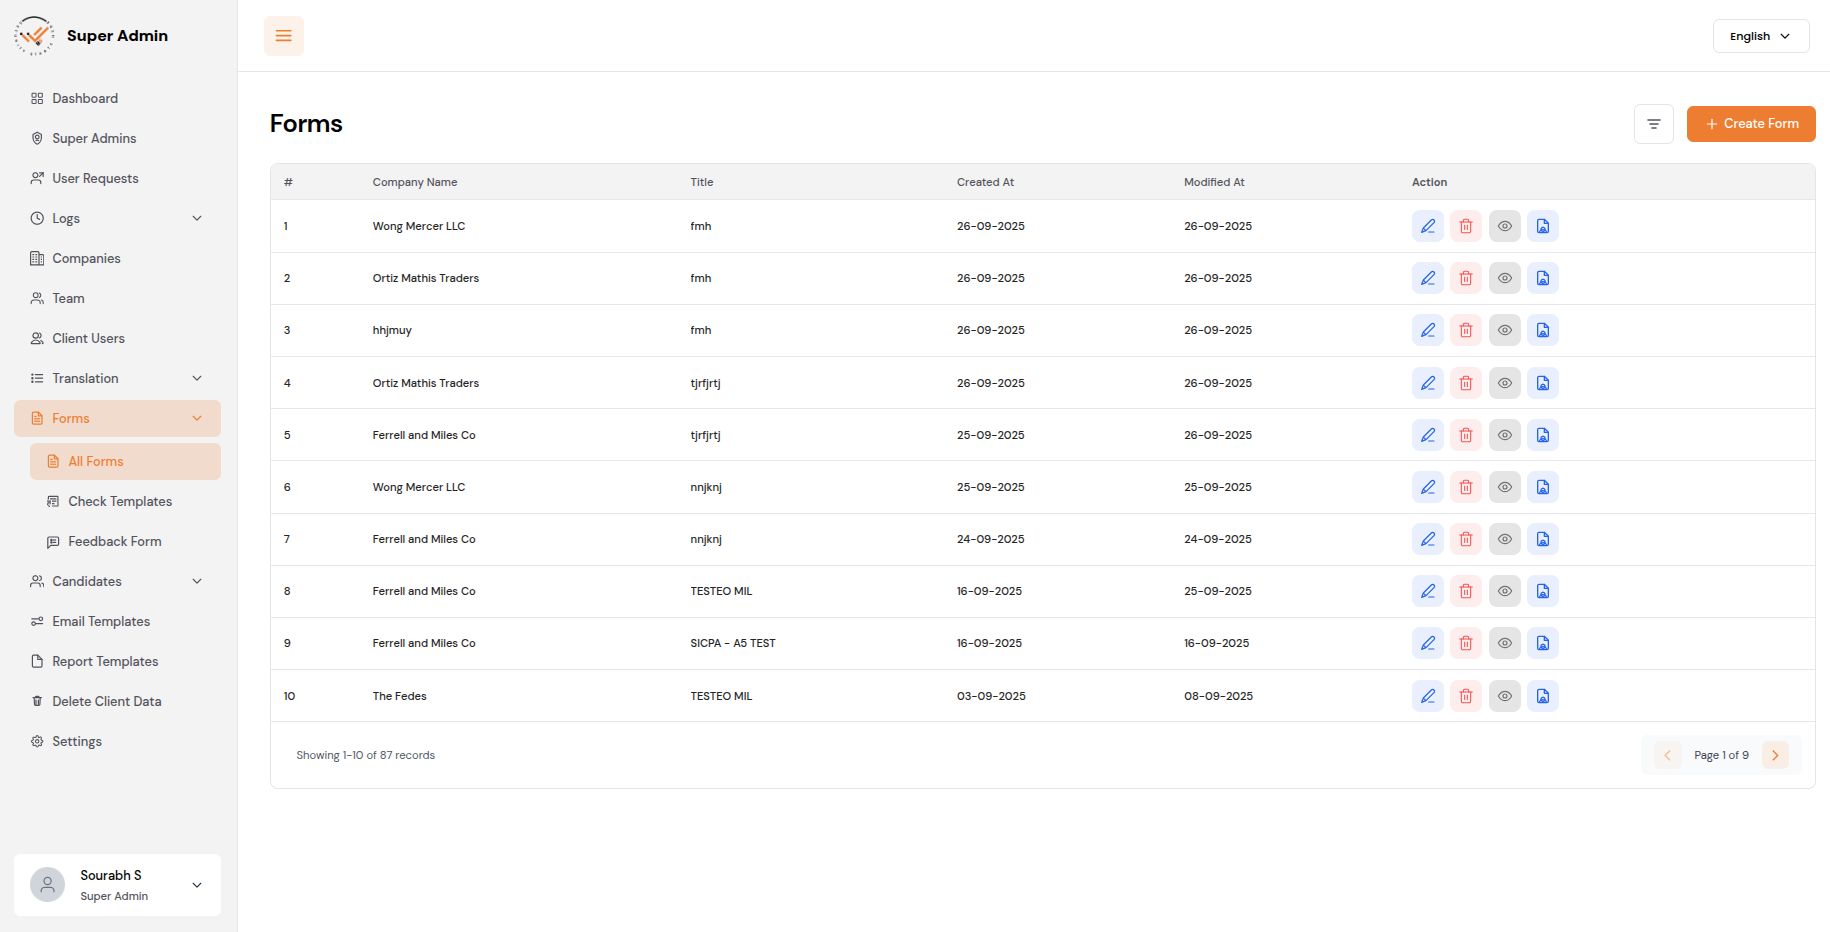 Super Admin
English
Dashboard
Super Admins
User Requests
Logs
Companies
Team
Client Users
Translation
Forms
All Forms
Check Templates
Feedback Form
Candidates
Email Templates
Report Templates
Delete Client Data
Settings
Sourabh S
Super Admin
Forms
Create Form
# Company Name Title Created At Modified At Action
1 Wong Mercer LLC fmh 26-09-2025 26-09-2025
2 Ortiz Mathis Traders fmh 26-09-2025 26-09-2025
3 hhjmuy fmh 26-09-2025 26-09-2025
4 Ortiz Mathis Traders tjrfjrtj 26-09-2025 26-09-2025
5 Ferrell and Miles Co tjrfjrtj 25-09-2025 26-09-2025
6 Wong Mercer LLC nnjknj 25-09-2025 25-09-2025
7 Ferrell and Miles Co nnjknj 24-09-2025 24-09-2025
8 Ferrell and Miles Co TESTEO MIL 16-09-2025 25-09-2025
9 Ferrell and Miles Co SICPA - A5 TEST 16-09-2025 16-09-2025
10 The Fedes TESTEO MIL 03-09-2025 08-09-2025
Showing 1-10 of 87 records
Page 1 of 9